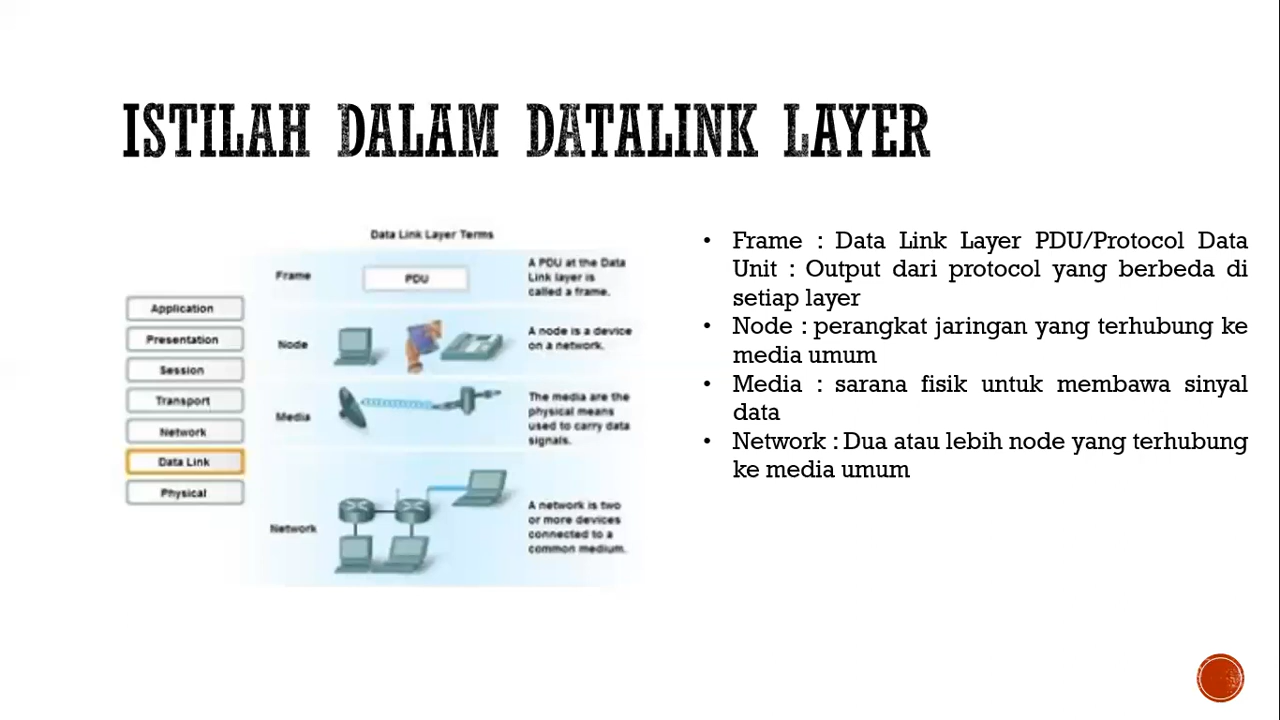 ISTILAH DALAM DATALINK LAYER
Data Link Layer Terms
Application
Presentation
Session
Transport
Network
Data Link
Physical
Frame
PDU
A PDU at the Data
Link layer is
called a frame.
Node
A node is a device
on a network.
Media
The media are the
physical means
used to carry data
signals.
Network
A network is two
or more devices
connected to a
common medium.
• Frame : Data Link Layer PDU/Protocol Data
Unit : Output dari protocol yang berbeda di
setiap layer
• Node : perangkat jaringan yang terhubung ke
media umum
• Media : sarana fisik untuk membawa sinyal
data
• Network : Dua atau lebih node yang terhubung
ke media umum